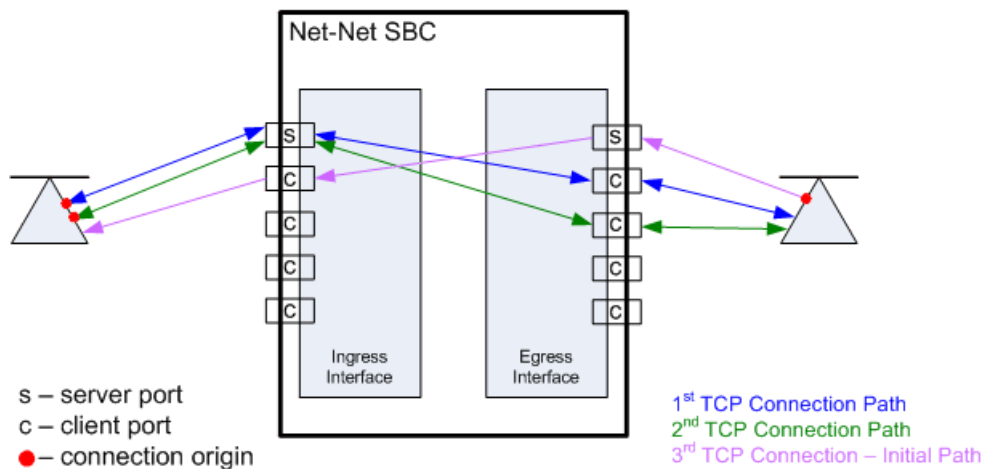 Net-Net SBC
S
S
C
C
C
C
C
C
C
C
Ingress
Interface
Egress
Interface
s – server port
c – client port
– connection origin
1st TCP Connection Path
2nd TCP Connection Path
3rd TCP Connection – Initial Path